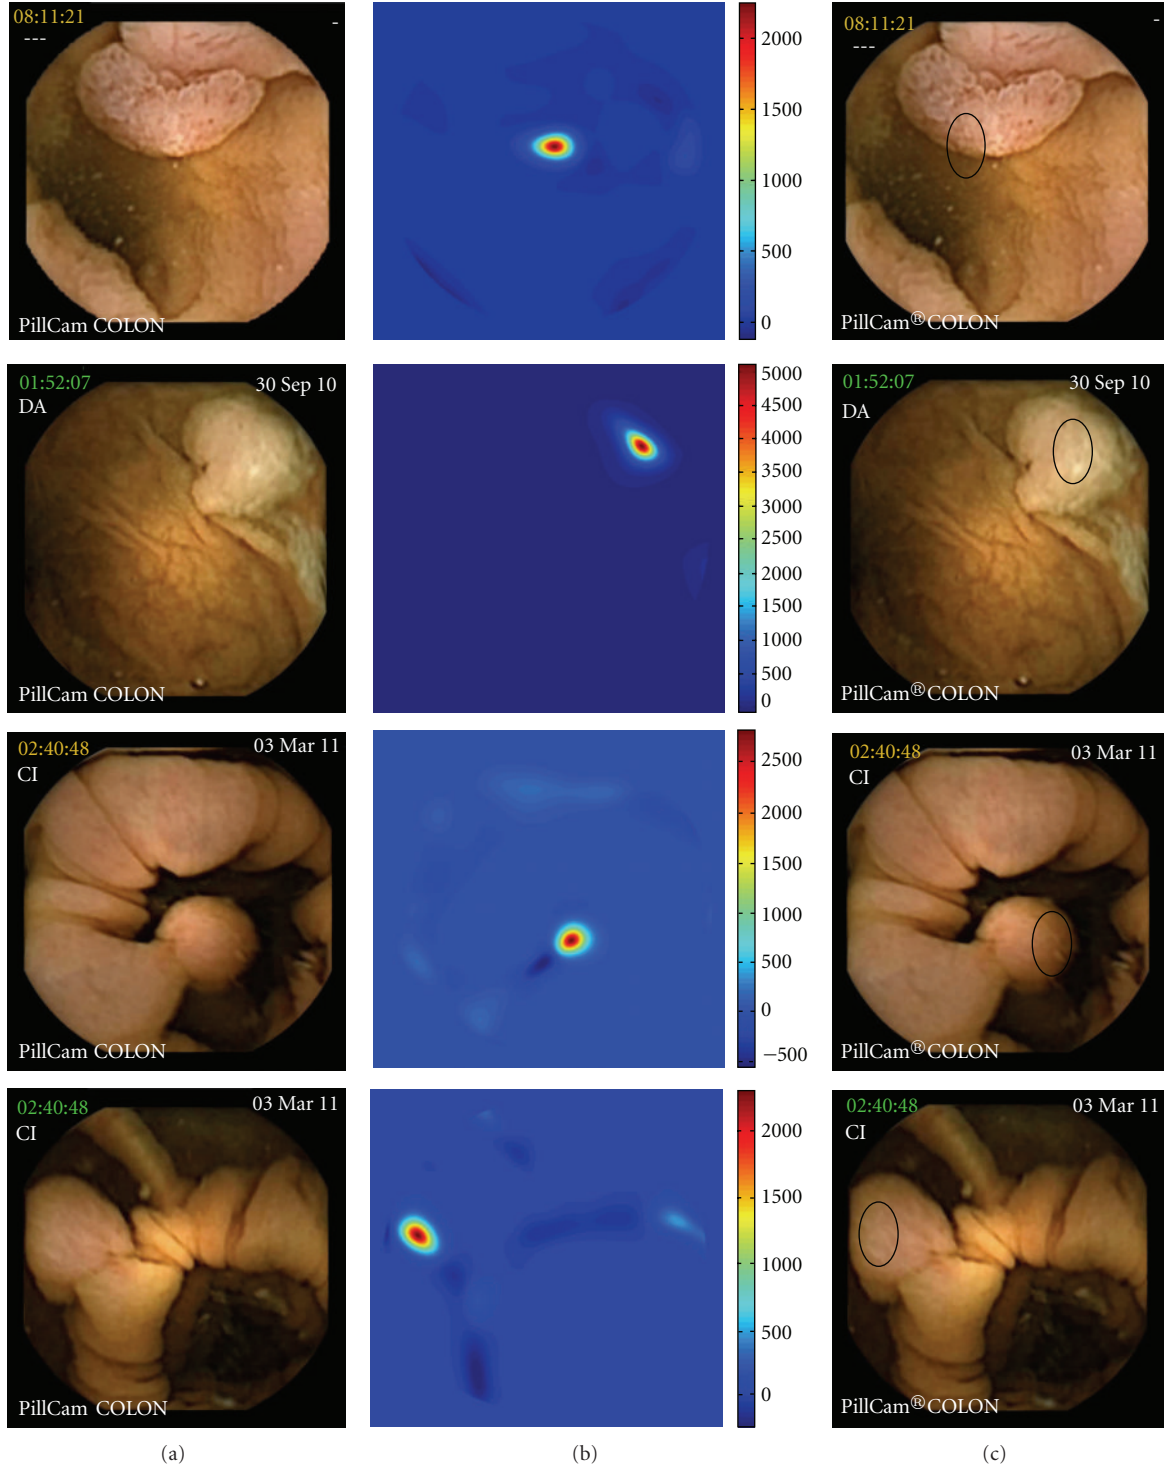 08:11:21
-
---
PillCam COLON
2000
1500
1000
500
0
08:11:21
-
---
PillCam® COLON
01:52:07
30 Sep 10
DA
PillCam COLON
5000
4500
4000
3500
3000
2500
2000
1500
1000
500
0
01:52:07
30 Sep 10
DA
PillCam® COLON
02:40:48
03 Mar 11
CI
PillCam COLON
2500
2000
1500
1000
500
0
−500
02:40:48
03 Mar 11
CI
PillCam® COLON
02:40:48
03 Mar 11
CI
PillCam COLON
2000
1500
1000
500
0
02:40:48
03 Mar 11
CI
PillCam® COLON
(a)
(b)
(c)